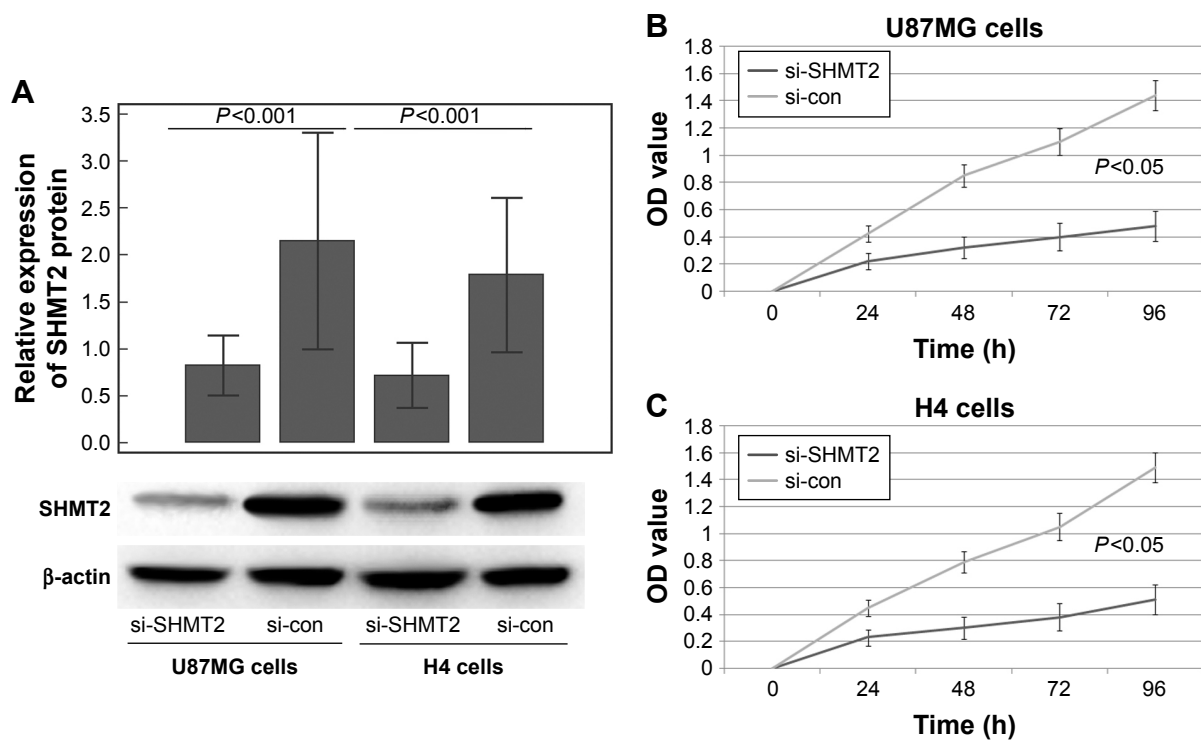 A
Relative expression
of SHMT2 protein
3.5
3.0
2.5
2.0
1.5
1.0
0.5
0.0
P<0.001
P<0.001
SHMT2
β-actin
si-SHMT2 si-con si-SHMT2 si-con
U87MG cells H4 cells
B
U87MG cells
si-SHMT2
si-con
OD value
1.8
1.6
1.4
1.2
1
0.8
0.6
0.4
0.2
0
P<0.05
0 24 48 72 96
Time (h)
C
H4 cells
si-SHMT2
si-con
OD value
1.8
1.6
1.4
1.2
1
0.8
0.6
0.4
0.2
0
P<0.05
0 24 48 72 96
Time (h)